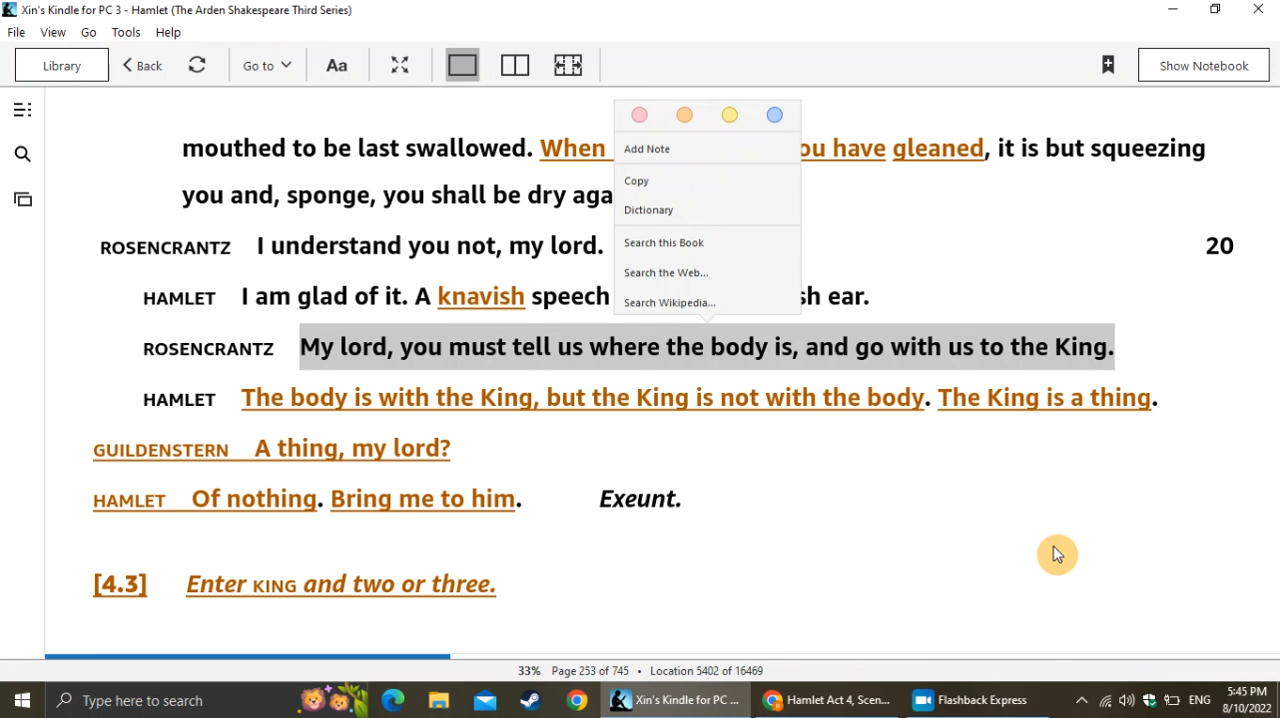 Xin's Kindle for PC 3 - Hamlet (The Arden Shakespeare Third Series)
File View Go Tools Help
Library Back Go to Aa Show Notebook
mouthed to be last swallowed. When ou have gleaned, it is but squeezing
you and, sponge, you shall be dry aga
Add Note
Copy
Dictionary
Search this Book
Search the Web...
Search Wikipedia...
ROSENCRANTZ I understand you not, my lord. 20
HAMLET I am glad of it. A knavish speech sh ear.
ROSENCRANTZ My lord, you must tell us where the body is, and go with us to the King.
HAMLET The body is with the King, but the King is not with the body. The King is a thing.
GUILDENSTERN A thing, my lord?
HAMLET Of nothing. Bring me to him. Exeunt.
[4.3] Enter KING and two or three.
33% Page 253 of 745 • Location 5402 of 16469
Type here to search Xin's Kindle for PC ... Hamlet Act 4, Scen... Flashback Express ENG 5:45 PM
8/10/2022